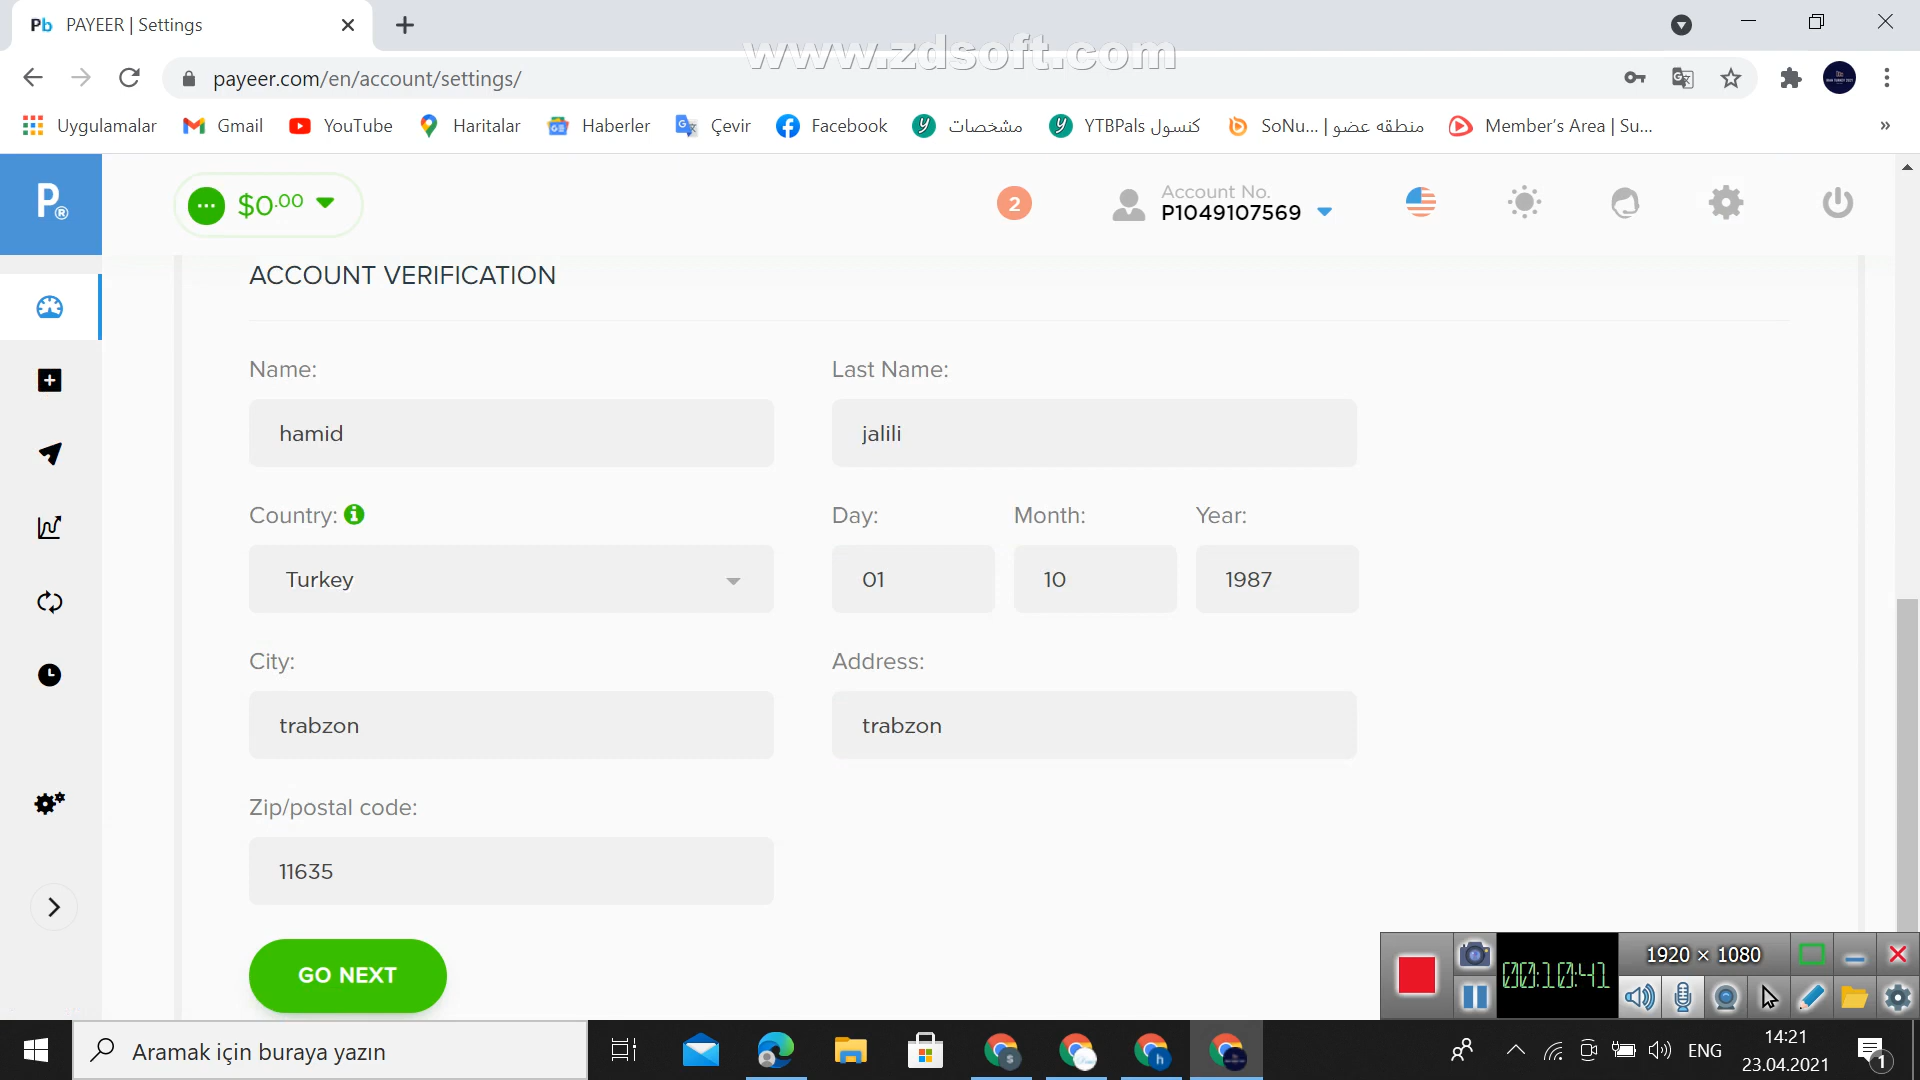 Pb PAYEER | Settings
www.zdsoft.com
payeer.com/en/account/settings/
Uygulamalar Gmail YouTube Haritalar Haberler Çevir Facebook مشخصات YTBPals کنسول SoNu... | منطقه عضو Member's Area | Su... »
P® $0.00 2 Account No.
P1049107569
ACCOUNT VERIFICATION
Name: Last Name:
hamid jalili
Country: Day: Month: Year:
Turkey 01 10 1987
City: Address:
trabzon trabzon
Zip/postal code:
11635
GO NEXT
1920 × 1080
00:10:41
Aramak için buraya yazın
ENG
14:21
23.04.2021
1